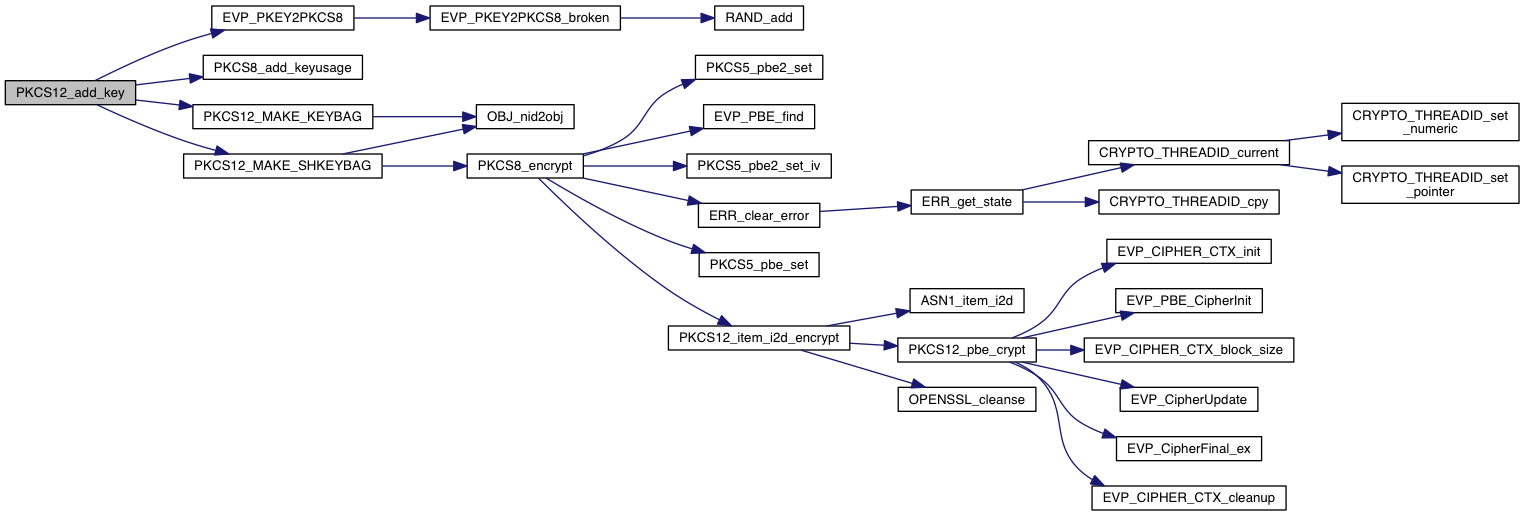 EVP_PKEY2PKCS8
EVP_PKEY2PKCS8_broken
RAND_add
PKCS8_add_keyusage
PKCS5_pbe2_set
PKCS12_add_key
PKCS12_MAKE_KEYBAG
OBJ_nid2obj
EVP_PBE_find
CRYPTO_THREADID_set
_numeric
PKCS12_MAKE_SHKEYBAG
PKCS8_encrypt
PKCS5_pbe2_set_iv
CRYPTO_THREADID_current
CRYPTO_THREADID_set
_pointer
ERR_clear_error
ERR_get_state
CRYPTO_THREADID_cpy
PKCS5_pbe_set
EVP_CIPHER_CTX_init
ASN1_item_i2d
EVP_PBE_CipherInit
PKCS12_item_i2d_encrypt
PKCS12_pbe_crypt
EVP_CIPHER_CTX_block_size
OPENSSL_cleanse
EVP_CipherUpdate
EVP_CipherFinal_ex
EVP_CIPHER_CTX_cleanup